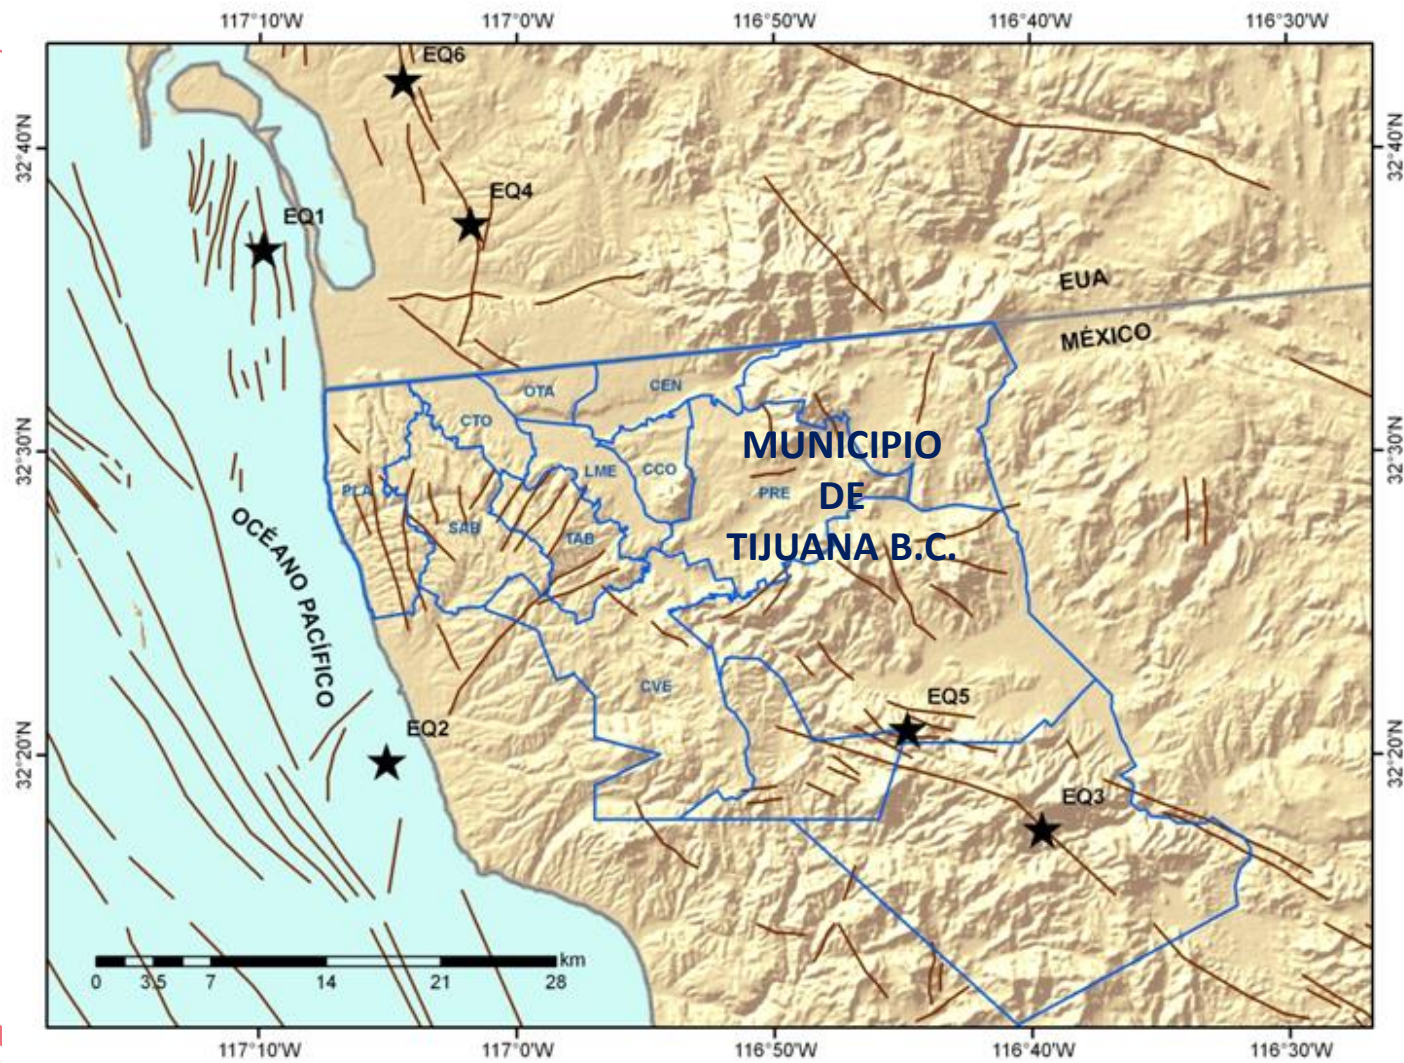 117°10'W 117°0'W 116°50'W 116°40'W 116°30'W
EQ6
32°40'N
32°40'N
EQ4
EQ1
EUA
MÉXICO
OTA
CEN
CTO
32°30'N
32°30'N
MUNICIPIO
DE
TIJUANA B.C.
LME
CCO
PLA
PRE
SAB
TAB
OCÉANO PACÍFICO
CVE
EQ5
EQ2
32°20'N
32°20'N
EQ3
km
0 3.5 7 14 21 28
117°10'W 117°0'W 116°50'W 116°40'W 116°30'W